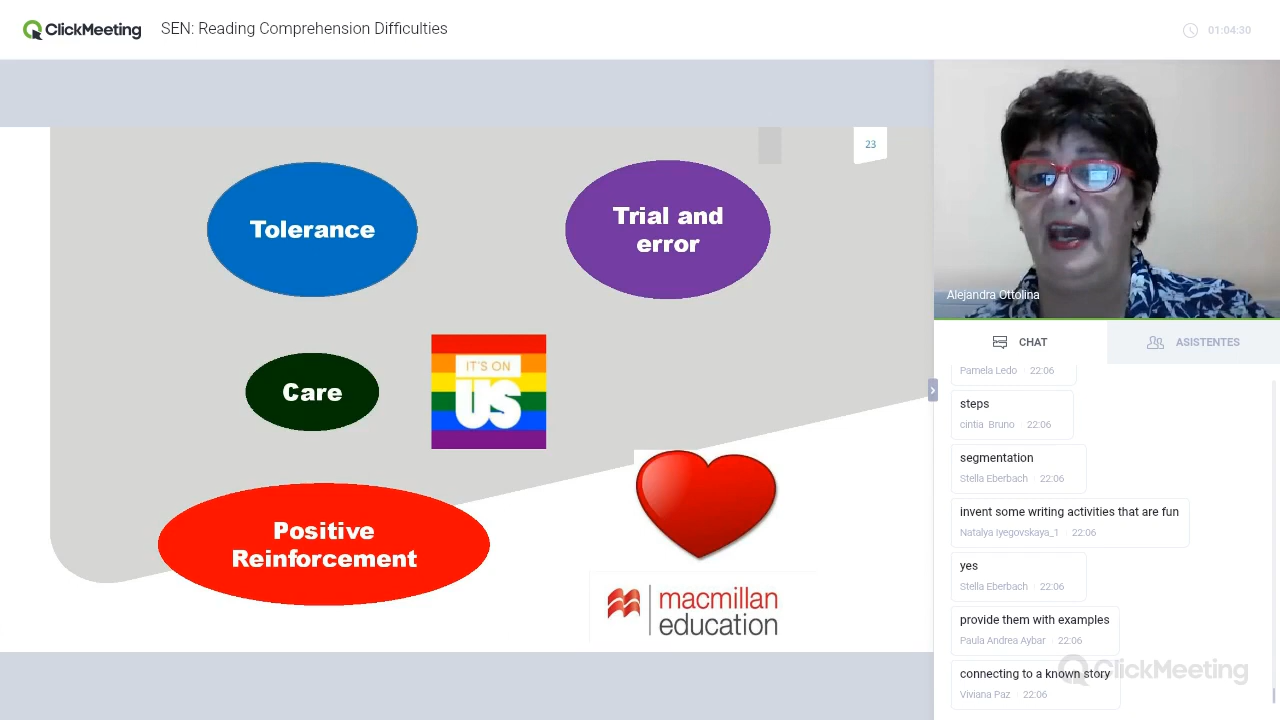 ClickMeeting
SEN: Reading Comprehension Difficulties
01:04:30
23
Tolerance
Trial and
error
Care
IT'S ON
US
Positive
Reinforcement
macmillan
education
Alejandra Ottolina
CHAT
ASISTENTES
Pamela Ledo 22:06
steps
cintia Bruno 22:06
segmentation
Stella Eberbach 22:06
invent some writing activities that are fun
Natalya Iyegovskaya_1 22:06
yes
Stella Eberbach 22:06
provide them with examples
Paula Andrea Aybar 22:06
connecting to a known story
Viviana Paz 22:06
ClickMeeting